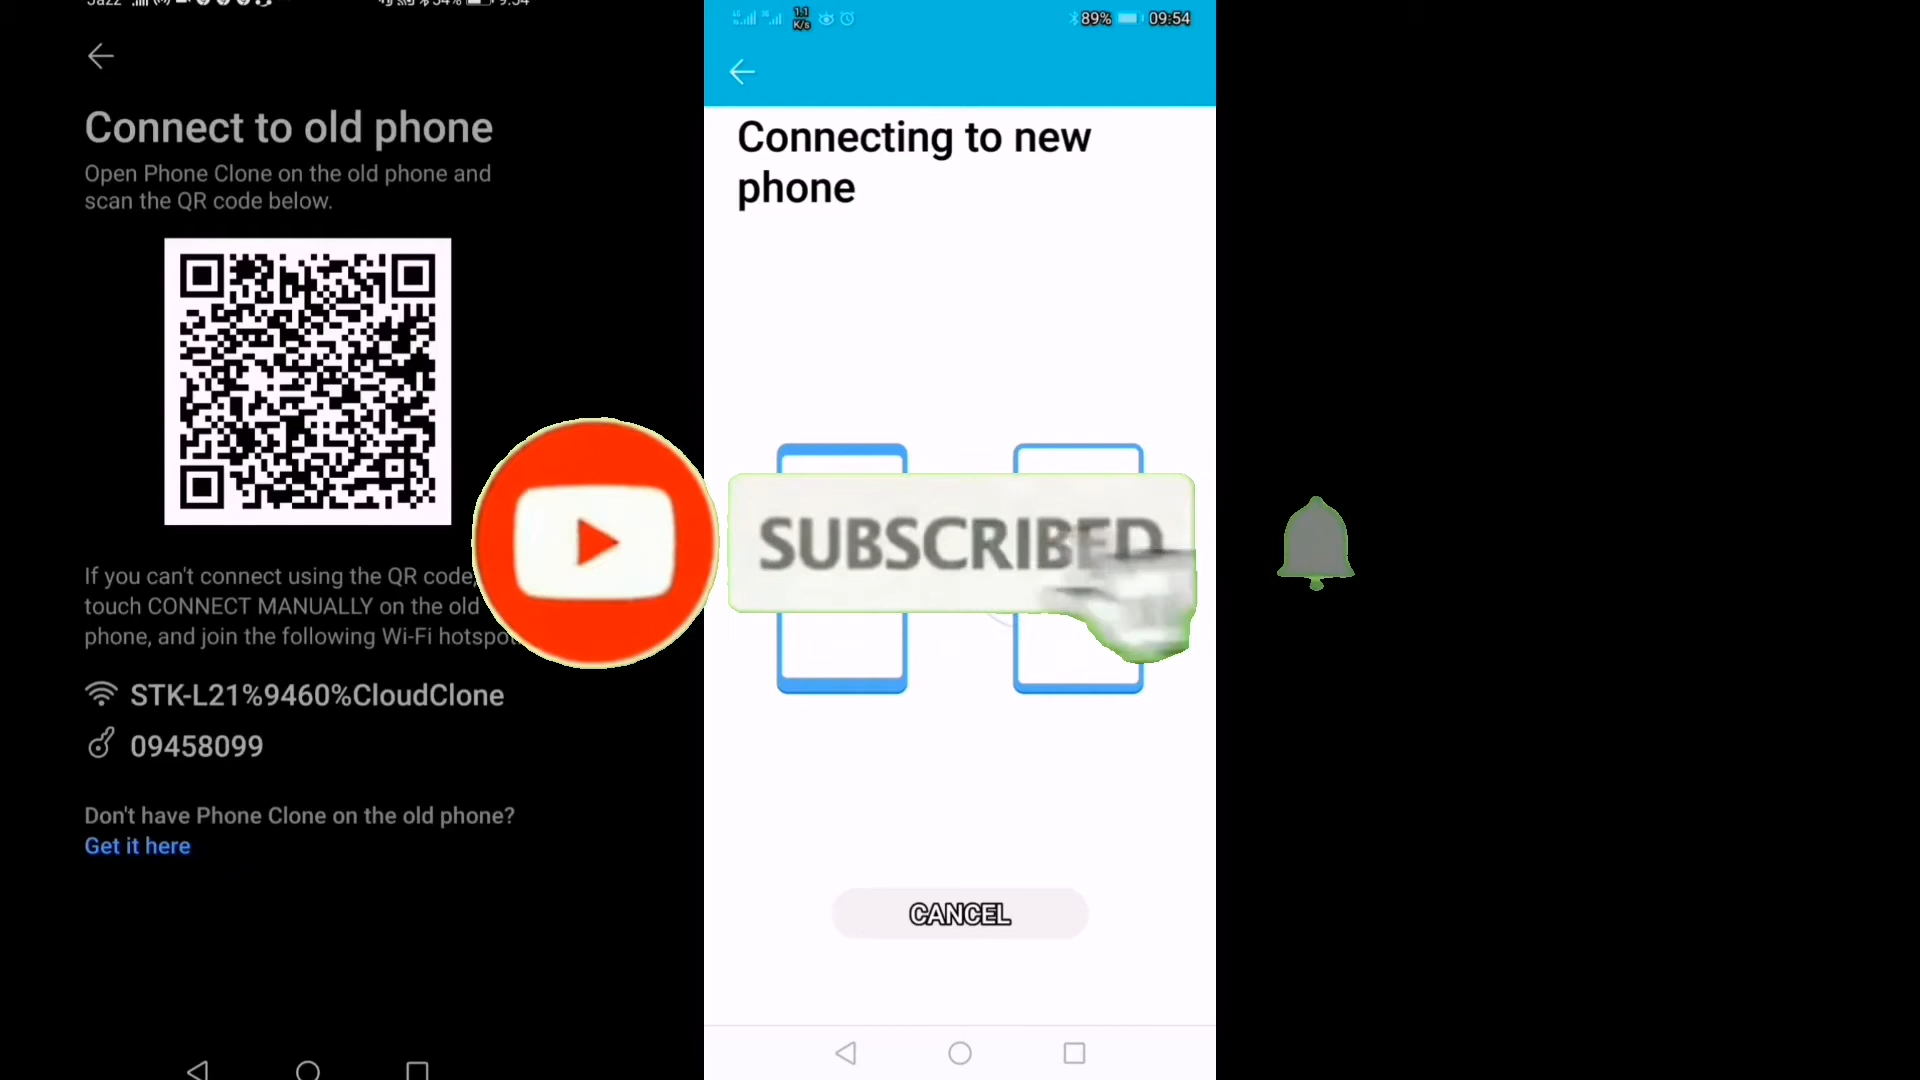 Connect to old phone
Open Phone Clone on the old phone and
scan the QR code below.
If you can't connect using the QR code,
touch CONNECT MANUALLY on the old
phone, and join the following Wi-Fi hotspot
STK-L21%9460%CloudClone
09458099
Don't have Phone Clone on the old phone?
Get it here
1.1
K/s
89%
09:54
Connecting to new
phone
SUBSCRIBED
CANCEL